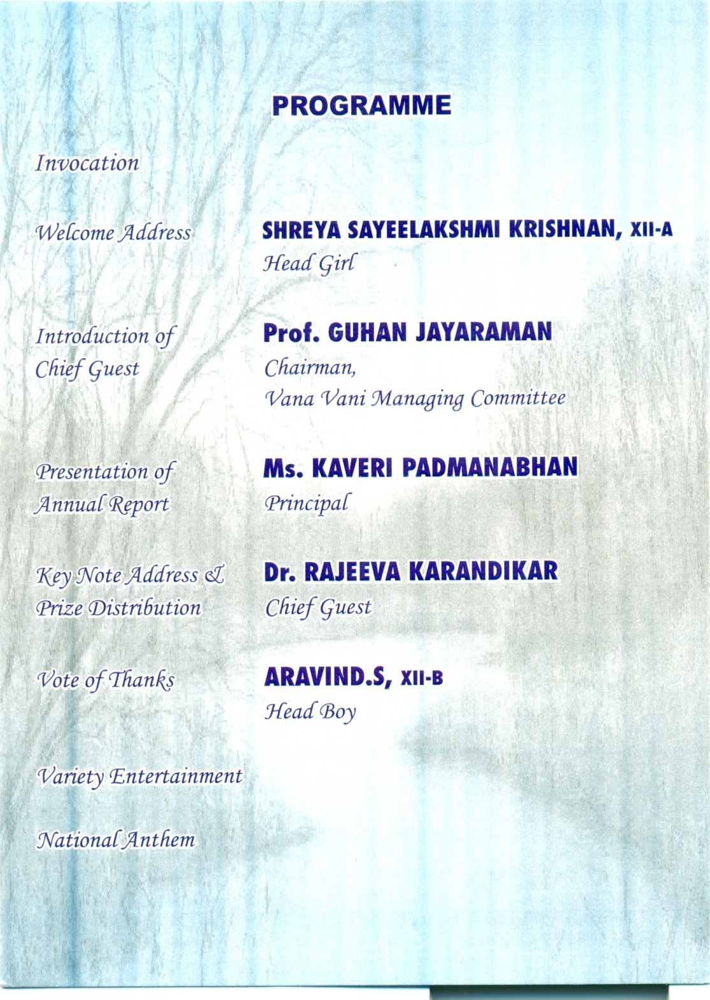 PROGRAMME
Invocation
Welcome Address SHREYA SAYEELAKSHMI KRISHNAN, XII-A
Head Girl
Introduction of Prof. GUHAN JAYARAMAN
Chief Guest Chairman,
Vana Vani Managing Committee
Presentation of Ms. KAVERI PADMANABHAN
Annual Report Principal
Key Note Address & Dr. RAJEEVA KARANDIKAR
Prize Distribution Chief Guest
Vote of Thanks ARAVIND.S, XII-B
Head Boy
Variety Entertainment
National Anthem